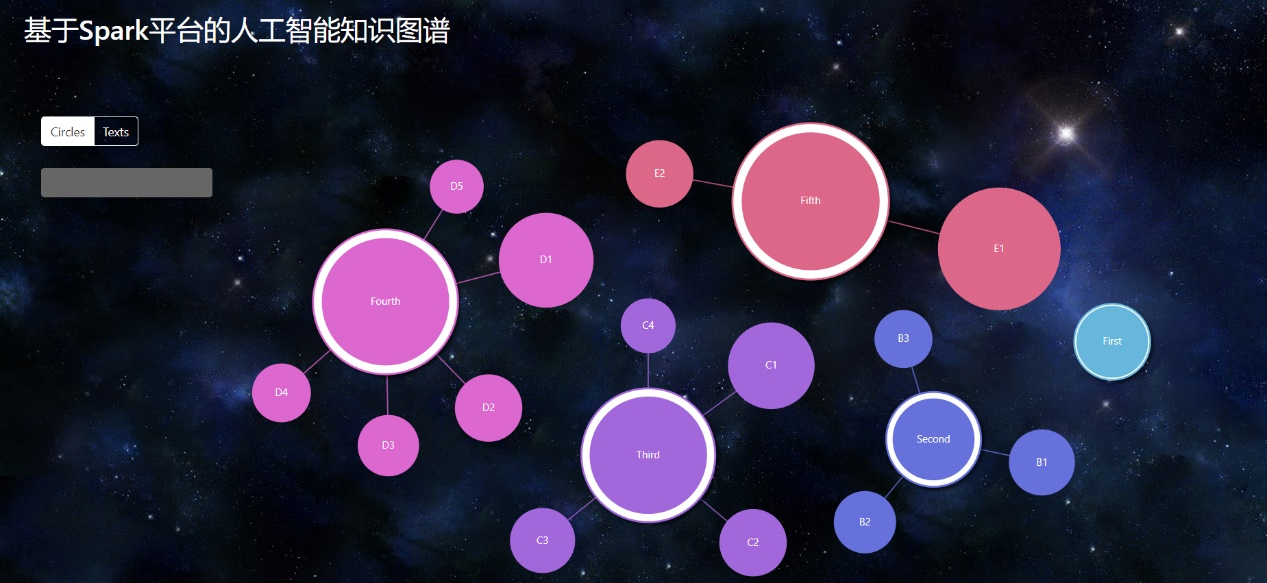 基于Spark平台的人工智能知识图谱
Circles Texts
E2
D5
Fifth
E1
D1
Fourth
C4
B3
First
C1
D4
D2
Second
D3
Third
B1
B2
C3
C2